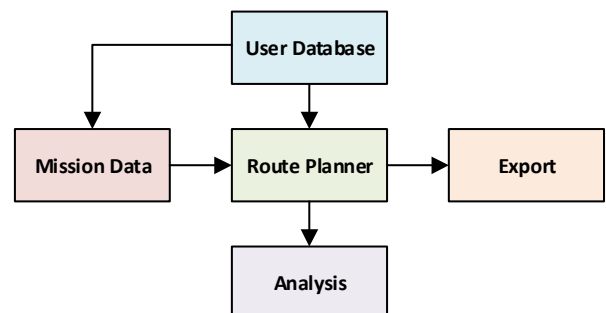 User Database
Mission Data
Route Planner
Export
Analysis